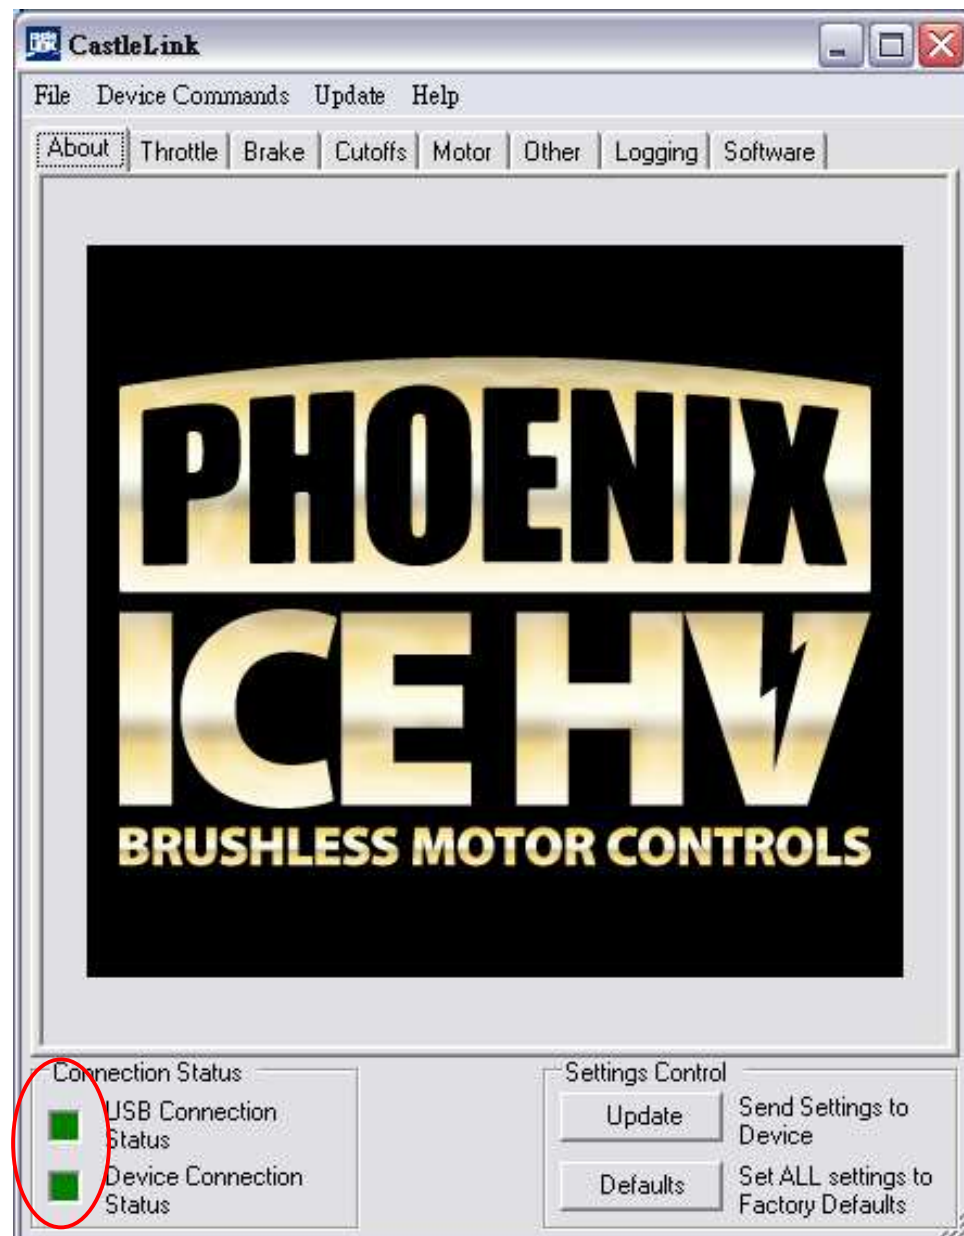 CastleLink
File Device Commands Update Help
About Throttle Brake Cutoffs Motor Other Logging Software
PHOENIX
ICE HV
BRUSHLESS MOTOR CONTROLS
Connection Status
USB Connection
Status
Device Connection
Status
Settings Control
Update
Send Settings to
Device
Defaults
Set ALL settings to
Factory Defaults